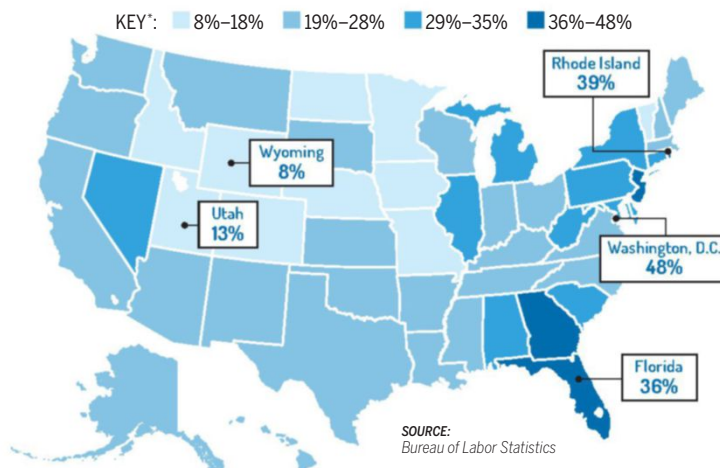 KEY*: 8%–18% 19%–28% 29%–35% 36%–48%
Rhode Island
39%
Wyoming
8%
Utah
13%
Washington, D.C.
48%
Florida
36%
SOURCE:
Bureau of Labor Statistics